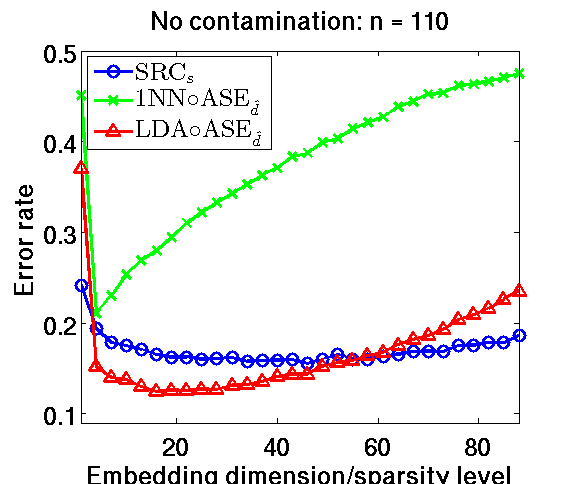 No contamination: n = 110
Error rate
0.5
0.4
0.3
0.2
0.1
SRCₛ
1NN∘ASE_d̂
LDA∘ASE_d̂
20 40 60 80
Embedding dimension/sparsity level